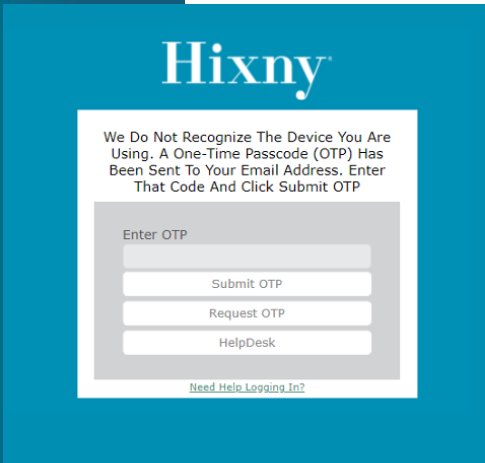 Hixny
We Do Not Recognize The Device You Are
Using. A One-Time Passcode (OTP) Has
Been Sent To Your Email Address. Enter
That Code And Click Submit OTP
Enter OTP
Submit OTP
Request OTP
HelpDesk
Need Help Logging In?